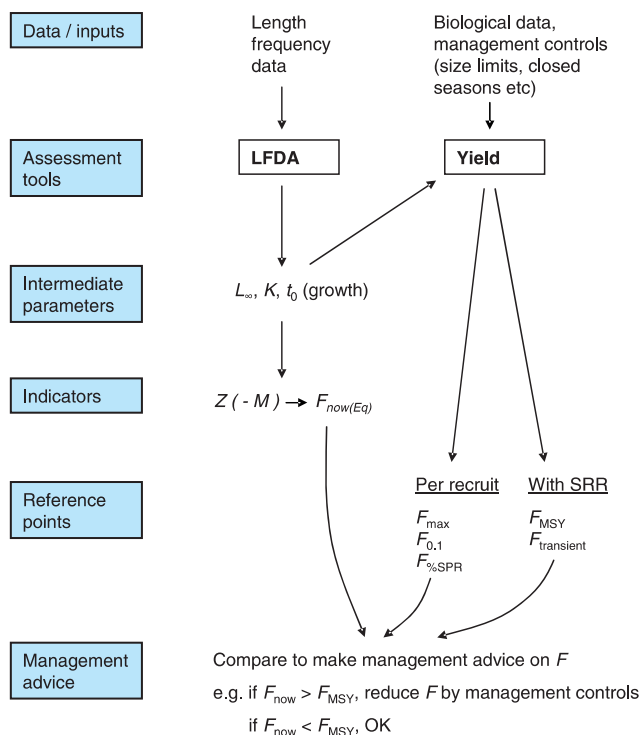 Data / inputs
Length
frequency
data
Biological data,
management controls
(size limits, closed
seasons etc)
Assessment
tools
LFDA
Yield
Intermediate
parameters
L∞, K, t0 (growth)
Indicators
Z ( - M ) → Fnow(Eq)
Reference
points
Per recruit
Fmax
F0.1
F%SPR
With SRR
FMSY
Ftransient
Management
advice
Compare to make management advice on F
e.g. if Fnow > FMSY, reduce F by management controls
if Fnow < FMSY, OK